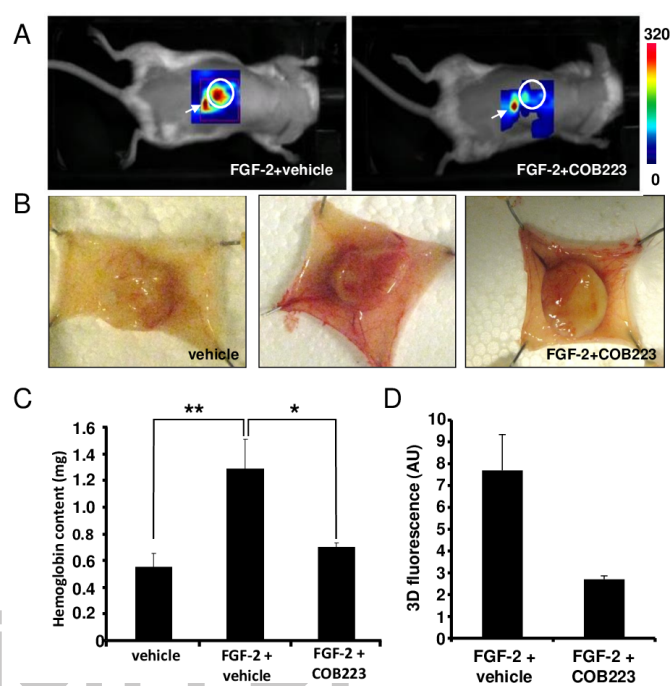 A
FGF-2+vehicle
FGF-2+COB223
320
0
B
vehicle
FGF-2+COB223
C
Hemoglobin content (mg)
1.6
1.4
1.2
1.0
0.8
0.6
0.4
0.2
0
**
*
vehicle
FGF-2 +
vehicle
FGF-2 +
COB223
D
3D fluorescence (AU)
10
9
8
7
6
5
4
3
2
1
0
FGF-2 +
vehicle
FGF-2 +
COB223